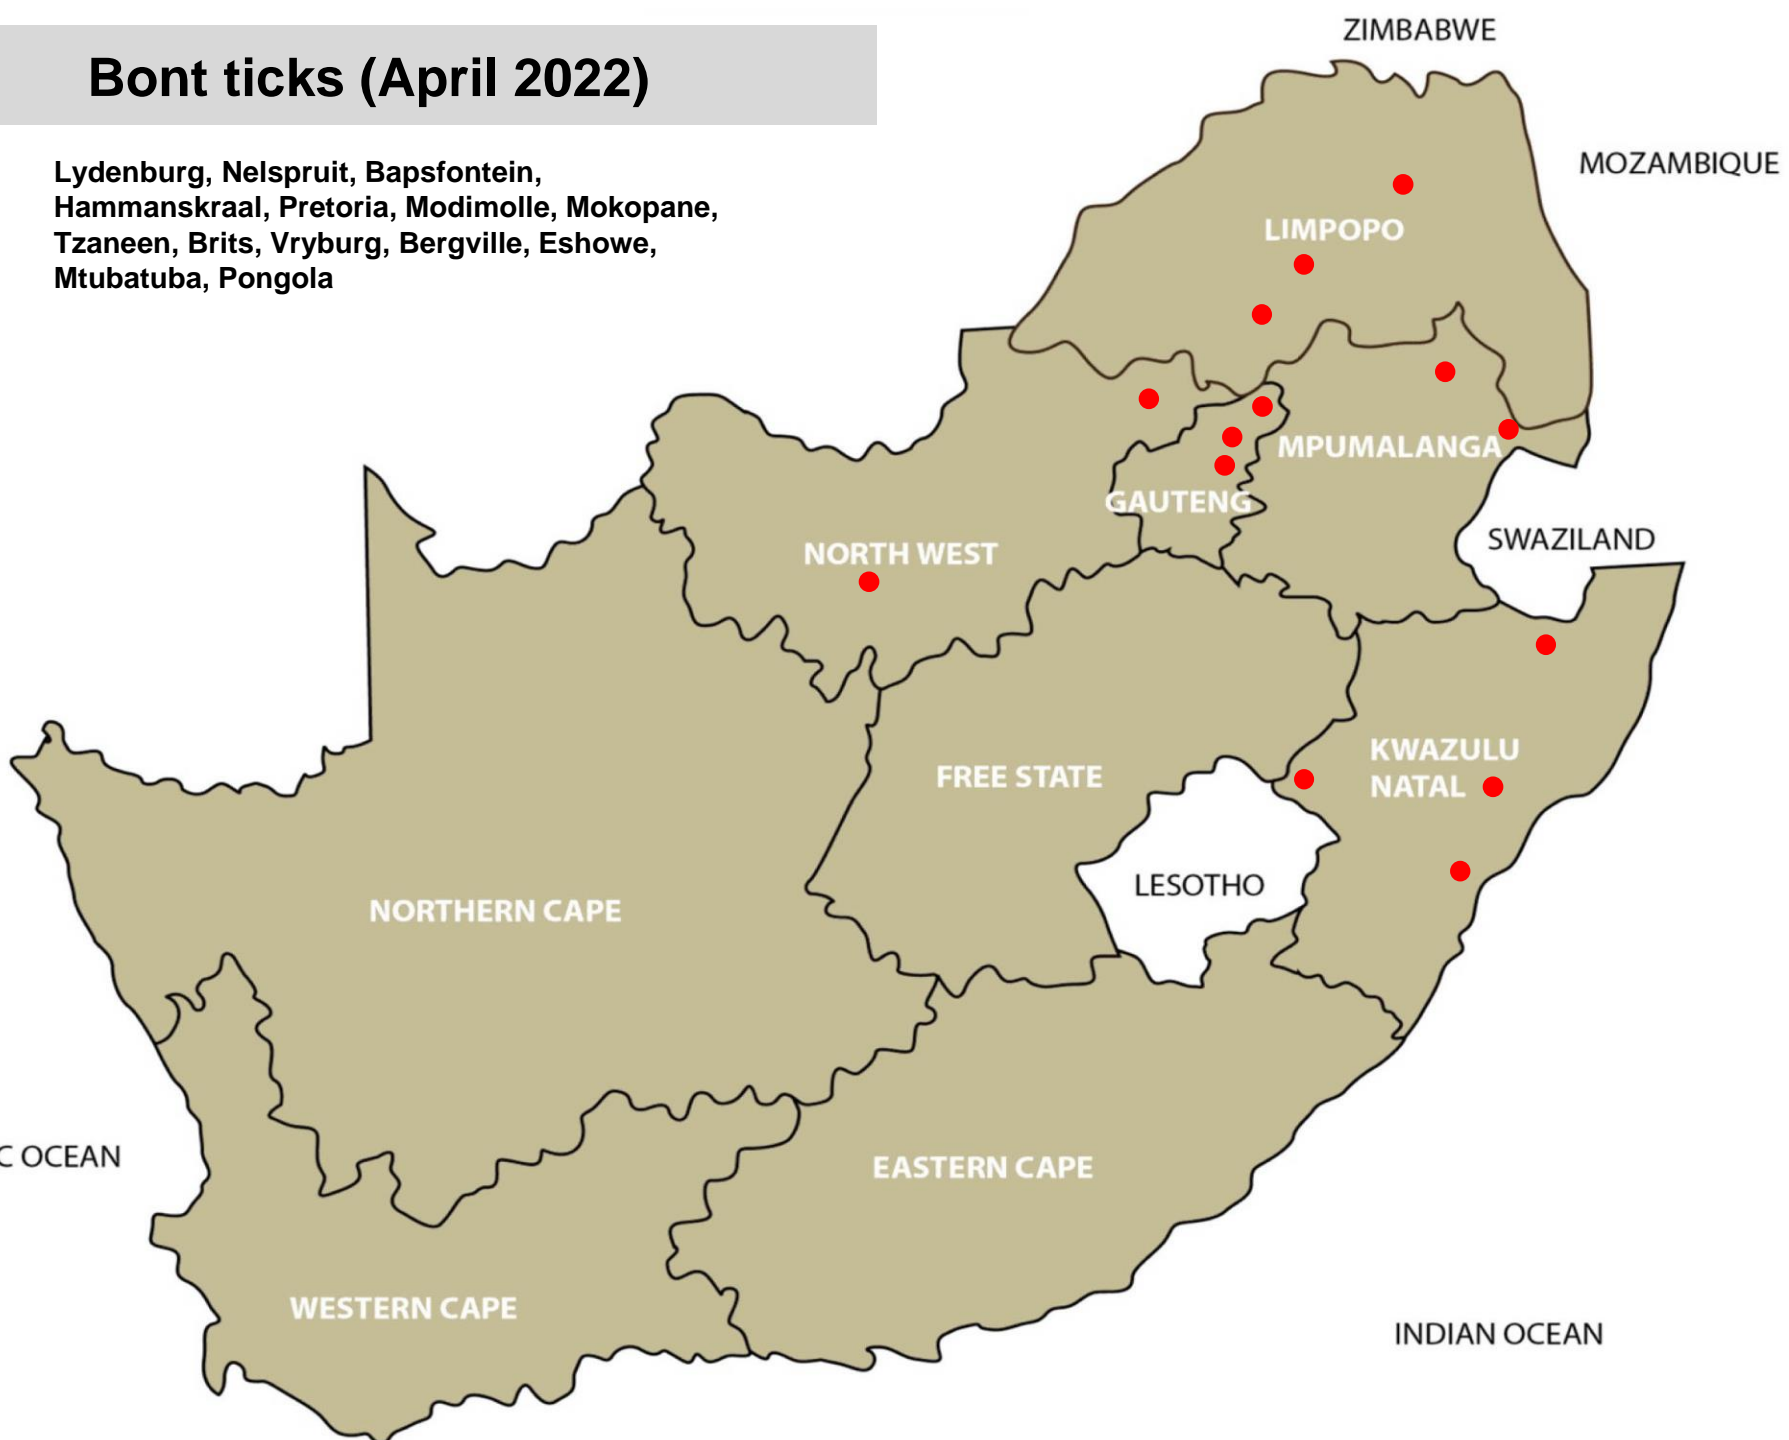 ZIMBABWE
Bont ticks (April 2022)
MOZAMBIQUE
Lydenburg, Nelspruit, Bapsfontein,
Hammanskraal, Pretoria, Modimolle, Mokopane,
Tzaneen, Brits, Vryburg, Bergville, Eshowe,
Mtubatuba, Pongola
LIMPOPO
MPUMALANGA
GAUTENG
SWAZILAND
NORTH WEST
KWAZULU
NATAL
FREE STATE
LESOTHO
NORTHERN CAPE
C OCEAN
EASTERN CAPE
WESTERN CAPE
INDIAN OCEAN